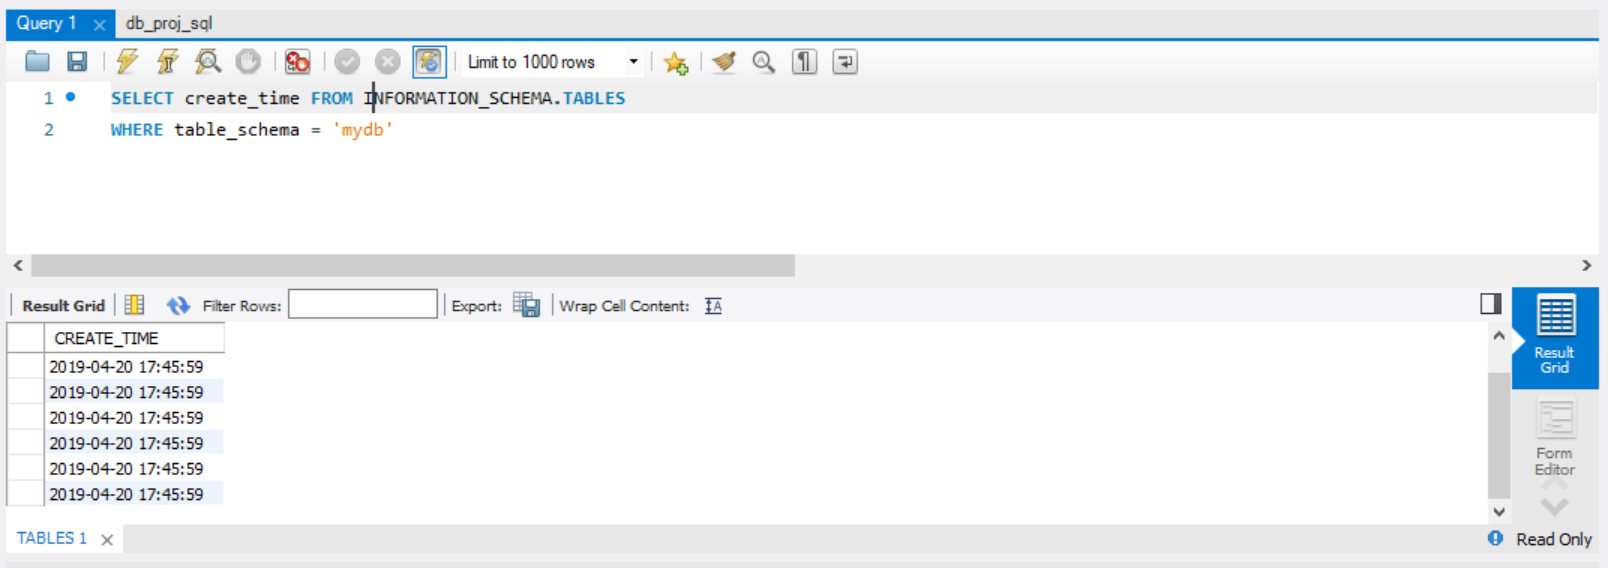 Query 1 db_proj_sql
Limit to 1000 rows
1 SELECT create_time FROM INFORMATION_SCHEMA.TABLES
2 WHERE table_schema = 'mydb'
Result Grid Filter Rows: Export: Wrap Cell Content:
CREATE_TIME
2019-04-20 17:45:59
2019-04-20 17:45:59
2019-04-20 17:45:59
2019-04-20 17:45:59
2019-04-20 17:45:59
2019-04-20 17:45:59
Result
Grid
Form
Editor
TABLES 1 Read Only